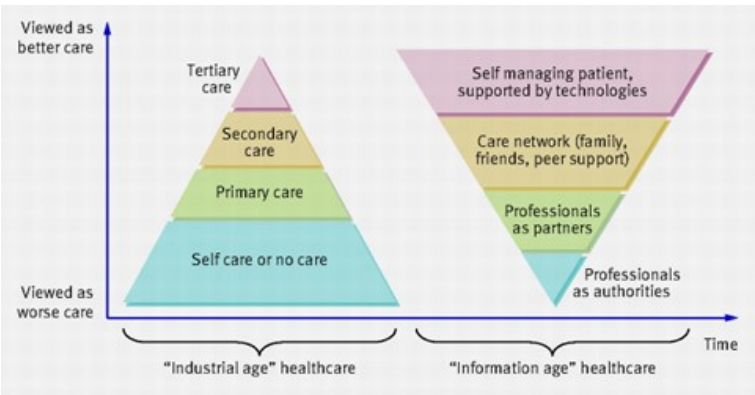 Viewed as
better care
Tertiary
care
Secondary
care
Primary care
Self care or no care
Self managing patient,
supported by technologies
Care network (family,
friends, peer support)
Professionals
as partners
Professionals
as authorities
Viewed as
worse care
Time
“Industrial age” healthcare
“Information age” healthcare